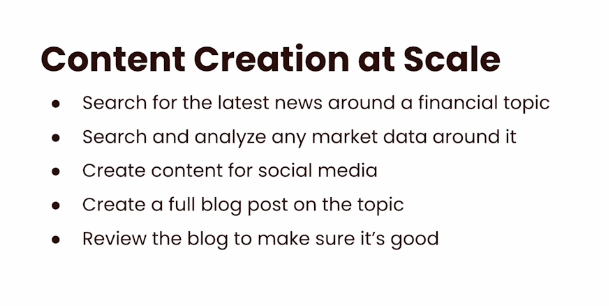 Content Creation at Scale
● Search for the latest news around a financial topic
● Search and analyze any market data around it
● Create content for social media
● Create a full blog post on the topic
● Review the blog to make sure it’s good